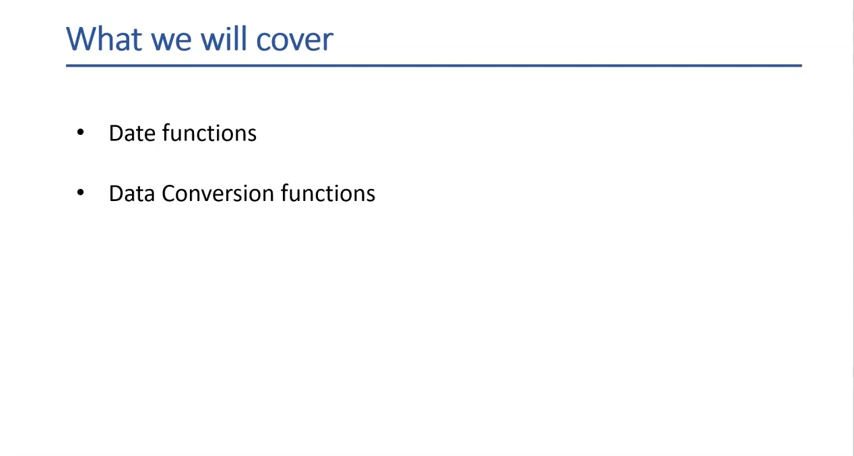 What we will cover
• Date functions
• Data Conversion functions